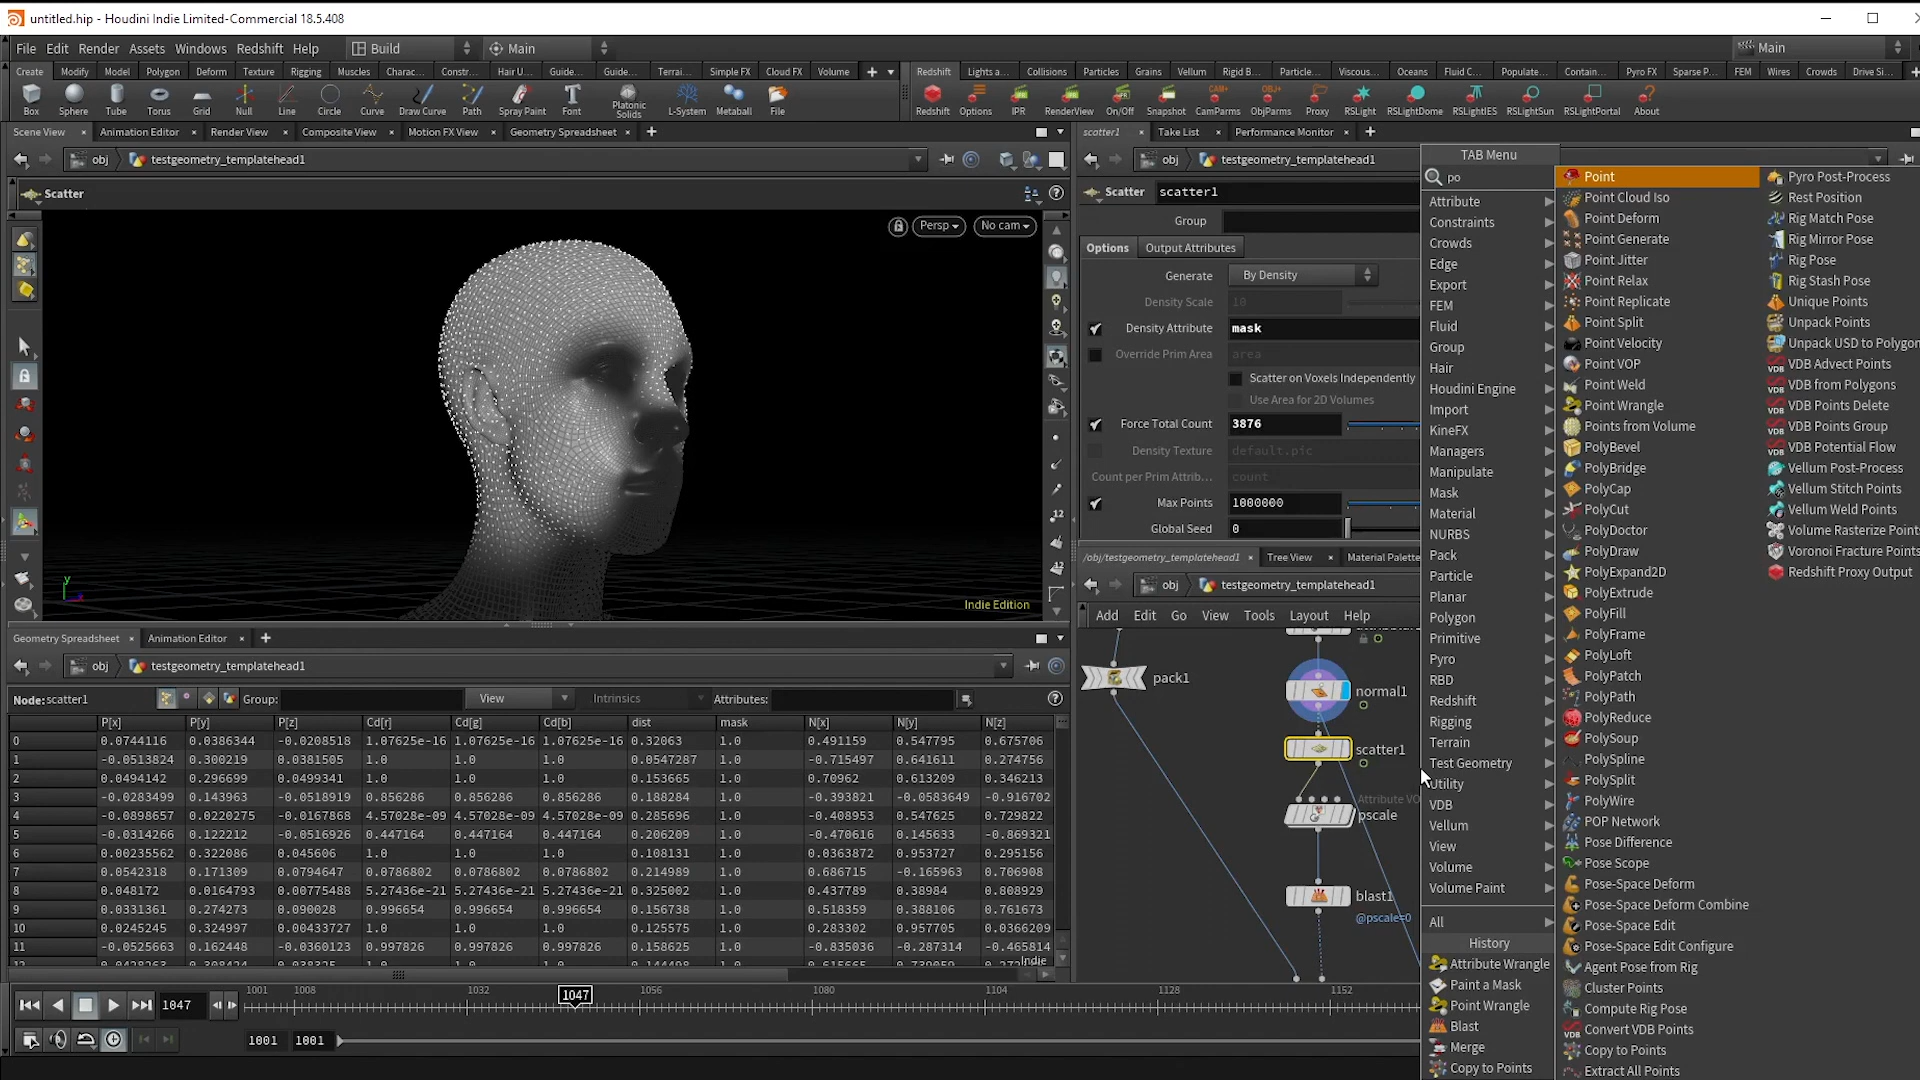 untitled.hip - Houdini Indie Limited-Commercial 18.5.408
File Edit Render Assets Windows Redshift Help Build Main Main
Create Modify Model Polygon Deform Texture Rigging Muscles Charac... Constr... Hair U... Guide... Guide... Terrai... Simple FX Cloud FX Volume
Redshift Lights a... Collisions Particles Grains Vellum Rigid B... Particle... Viscous... Oceans Fluid C... Populate... Contain... Pyro FX Sparse P... FEM Wires Crowds Drive Si...
Box Sphere Tube Torus Grid Null Line Circle Curve Draw Curve Path Spray Paint Font Platonic Solids L-System Metaball File
Redshift Options IPR RenderView On/Off Snapshot CamParms ObjParms Proxy RSLight RSLightDome RSLightIES RSLightSun RSLightPortal About
Scene View Animation Editor Render View Composite View Motion FX View Geometry Spreadsheet
obj testgeometry_templatehead1
Scatter
Persp No cam
Indie Edition
y
12
12
scatter1 Take List Performance Monitor
obj testgeometry_templatehead1
Scatter scatter1
Group
Options Output Attributes
Generate By Density
Density Scale 10
Density Attribute mask
Override Prim Area area
Scatter on Voxels Independently
Use Area for 2D Volumes
Force Total Count 3876
Density Texture default.pic
Count per Prim Attrib... count
Max Points 1000000
Global Seed 0
/obj/testgeometry_templatehead1 Tree View Material Palette
obj testgeometry_templatehead1
Add Edit Go View Tools Layout Help
pack1
normal1
scatter1
Attribute VO
pscale
blast1
@pscale=0
Geometry Spreadsheet Animation Editor
obj testgeometry_templatehead1
Node: scatter1 Group: View Intrinsics Attributes:
P[x] P[y] P[z] Cd[r] Cd[g] Cd[b] dist mask N[x] N[y] N[z]
0 0.0744116 0.0386344 -0.0208518 1.07625e-16 1.07625e-16 1.07625e-16 0.32063 1.0 0.491159 0.547795 0.675706
1 -0.0513824 0.300219 0.0381505 1.0 1.0 1.0 0.0547287 1.0 -0.715497 0.641611 0.274756
2 0.0494142 0.296699 0.0499341 1.0 1.0 1.0 0.153665 1.0 0.70962 0.613209 0.346213
3 -0.0283499 0.143963 -0.0451918 0.856286 0.856286 0.856286 0.188284 1.0 -0.393821 -0.0583649 -0.916702
4 -0.0898657 0.0220275 -0.0167868 4.57028e-09 4.57028e-09 4.57028e-09 0.285696 1.0 -0.408953 0.547625 0.729822
5 -0.0314266 0.122212 -0.0516926 0.447164 0.447164 0.447164 0.206209 1.0 -0.470616 0.145633 -0.869321
6 0.00235562 0.322086 0.045606 1.0 1.0 1.0 0.108131 1.0 0.0363872 0.953727 0.295156
7 0.0542318 0.171309 0.0794647 0.0786802 0.0786802 0.0786802 0.214989 1.0 0.686715 -0.165963 0.706908
8 0.048172 0.0164793 0.00775488 5.27436e-21 5.27436e-21 5.27436e-21 0.325002 1.0 0.437789 0.38984 0.808929
9 0.0331361 0.274273 0.090028 0.996654 0.996654 0.996654 0.156738 1.0 0.518359 0.388106 0.761673
10 0.0245245 0.324997 0.00433727 1.0 1.0 1.0 0.125575 1.0 0.283302 0.957705 0.0366209
11 -0.0525663 0.162448 -0.0360123 0.997826 0.997826 0.997826 0.158625 1.0 -0.835036 -0.287314 -0.465814
Indie
1047 1001 1008 1032 1047 1056 1080 1104 1128 1152
1001 1001
TAB Menu
po
Attribute
Constraints
Crowds
Edge
Export
FEM
Fluid
Group
Hair
Houdini Engine
Import
KineFX
Managers
Manipulate
Mask
Material
NURBS
Pack
Particle
Planar
Polygon
Primitive
Pyro
RBD
Redshift
Rigging
Terrain
Test Geometry
Utility
VDB
Vellum
View
Volume
Volume Paint
All
History
Attribute Wrangle
Paint a Mask
Point Wrangle
Blast
Merge
Copy to Points
Point
Point Cloud Iso
Point Deform
Point Generate
Point Jitter
Point Relax
Point Replicate
Point Split
Point Velocity
Point VOP
Point Weld
Point Wrangle
Points from Volume
PolyBevel
PolyBridge
PolyCap
PolyCut
PolyDoctor
PolyDraw
PolyExpand2D
PolyExtrude
PolyFill
PolyFrame
PolyLoft
PolyPatch
PolyPath
PolyReduce
PolySoup
PolySpline
PolySplit
PolyWire
POP Network
Pose Difference
Pose Scope
Pose-Space Deform
Pose-Space Deform Combine
Pose-Space Edit
Pose-Space Edit Configure
Agent Pose from Rig
Cluster Points
Compute Rig Pose
Convert VDB Points
Copy to Points
Extract All Points
Pyro Post-Process
Rest Position
Rig Match Pose
Rig Mirror Pose
Rig Pose
Rig Stash Pose
Unique Points
Unpack Points
Unpack USD to Polygon
VDB Advect Points
VDB from Polygons
VDB Points Delete
VDB Points Group
VDB Potential Flow
Vellum Post-Process
Vellum Stitch Points
Vellum Weld Points
Volume Rasterize Points
Voronoi Fracture Points
Redshift Proxy Output